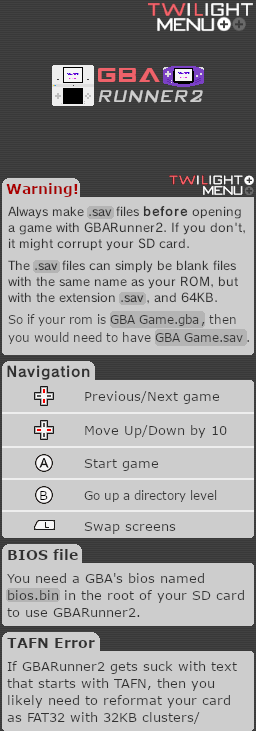 TWiLIGHT
MENU++
GBA
RUNNER2
TWiLIGHT
MENU++
Warning!
Always make .sav files before opening
a game with GBARunner2. If you don't,
it might corrupt your SD card.
The .sav files can simply be blank files
with the same name as your ROM, but
with the extension .sav, and 64KB.
So if your rom is GBA Game.gba, then
you would need to have GBA Game.sav.
Navigation
Previous/Next game
Move Up/Down by 10
A Start game
B Go up a directory level
L Swap screens
BIOS file
You need a GBA's bios named
bios.bin in the root of your SD card
to use GBARunner2.
TAFN Error
If GBARunner2 gets suck with text
that starts with TAFN, then you
likely need to reformat your card
as FAT32 with 32KB clusters/